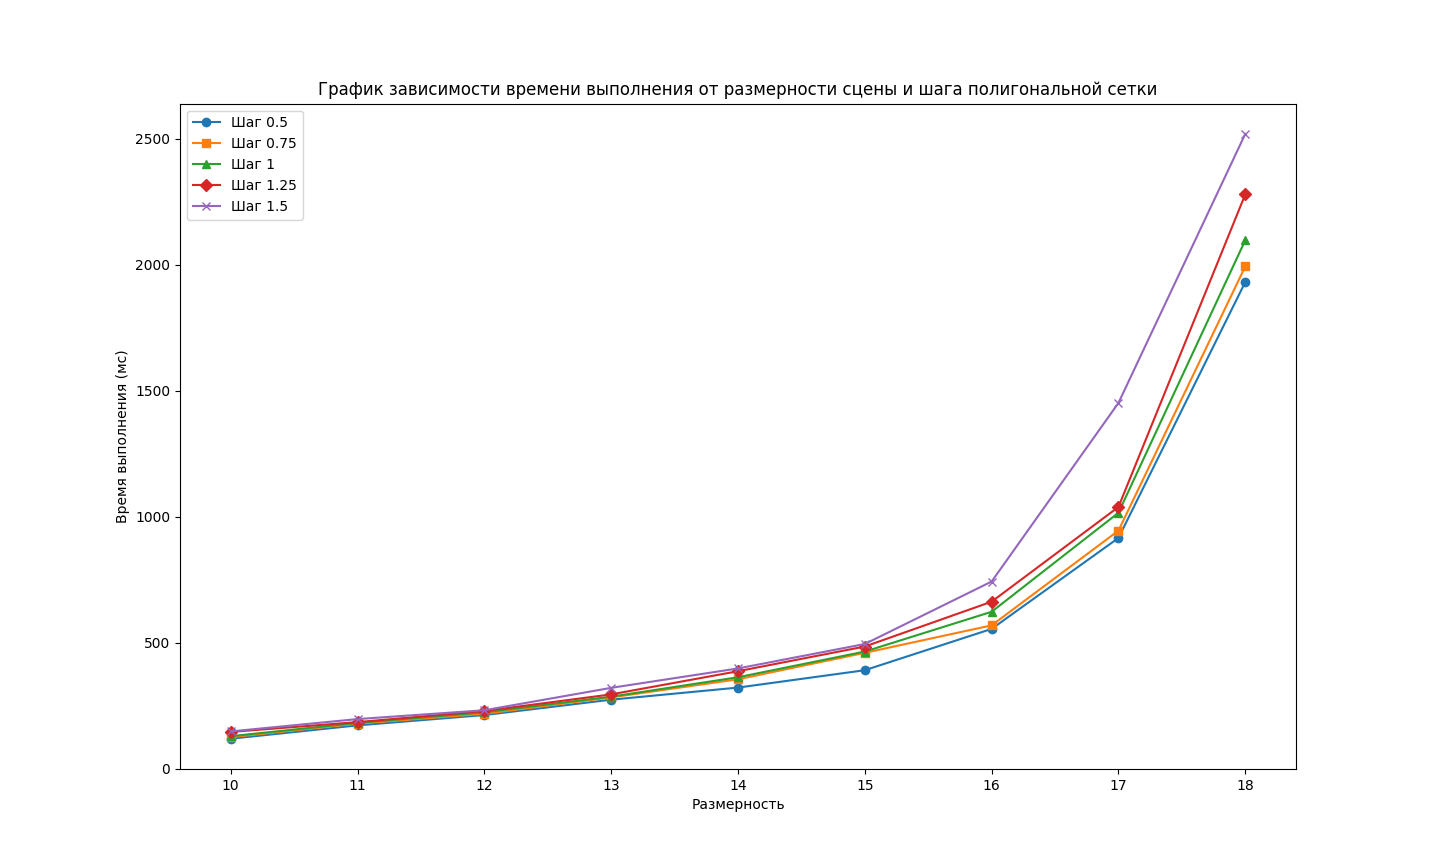 График зависимости времени выполнения от размерности сцены и шага полигональной сетки
Шаг 0.5
Шаг 0.75
Шаг 1
Шаг 1.25
Шаг 1.5
2500
2000
1500
1000
500
0
Время выполнения (мс)
10 11 12 13 14 15 16 17 18
Размерность